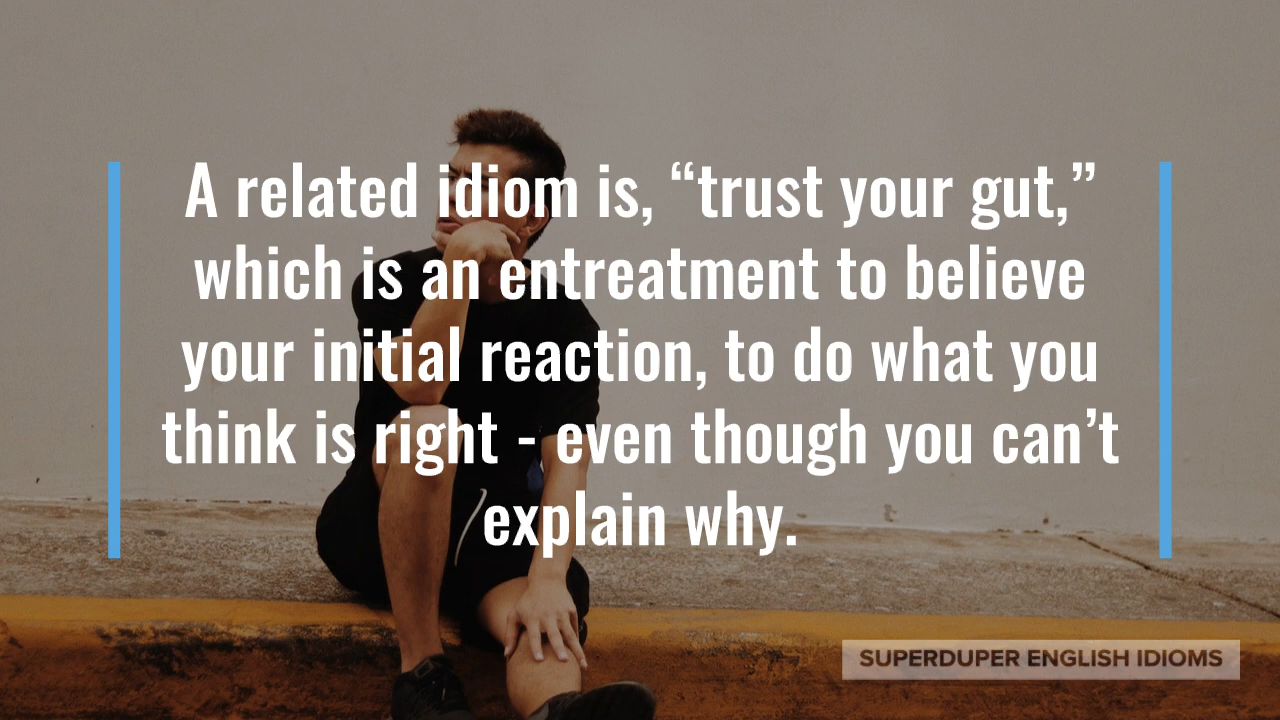 A related idiom is, “trust your gut,”
which is an entreatment to believe
your initial reaction, to do what you
think is right - even though you can’t
explain why.
SUPERDUPER ENGLISH IDIOMS